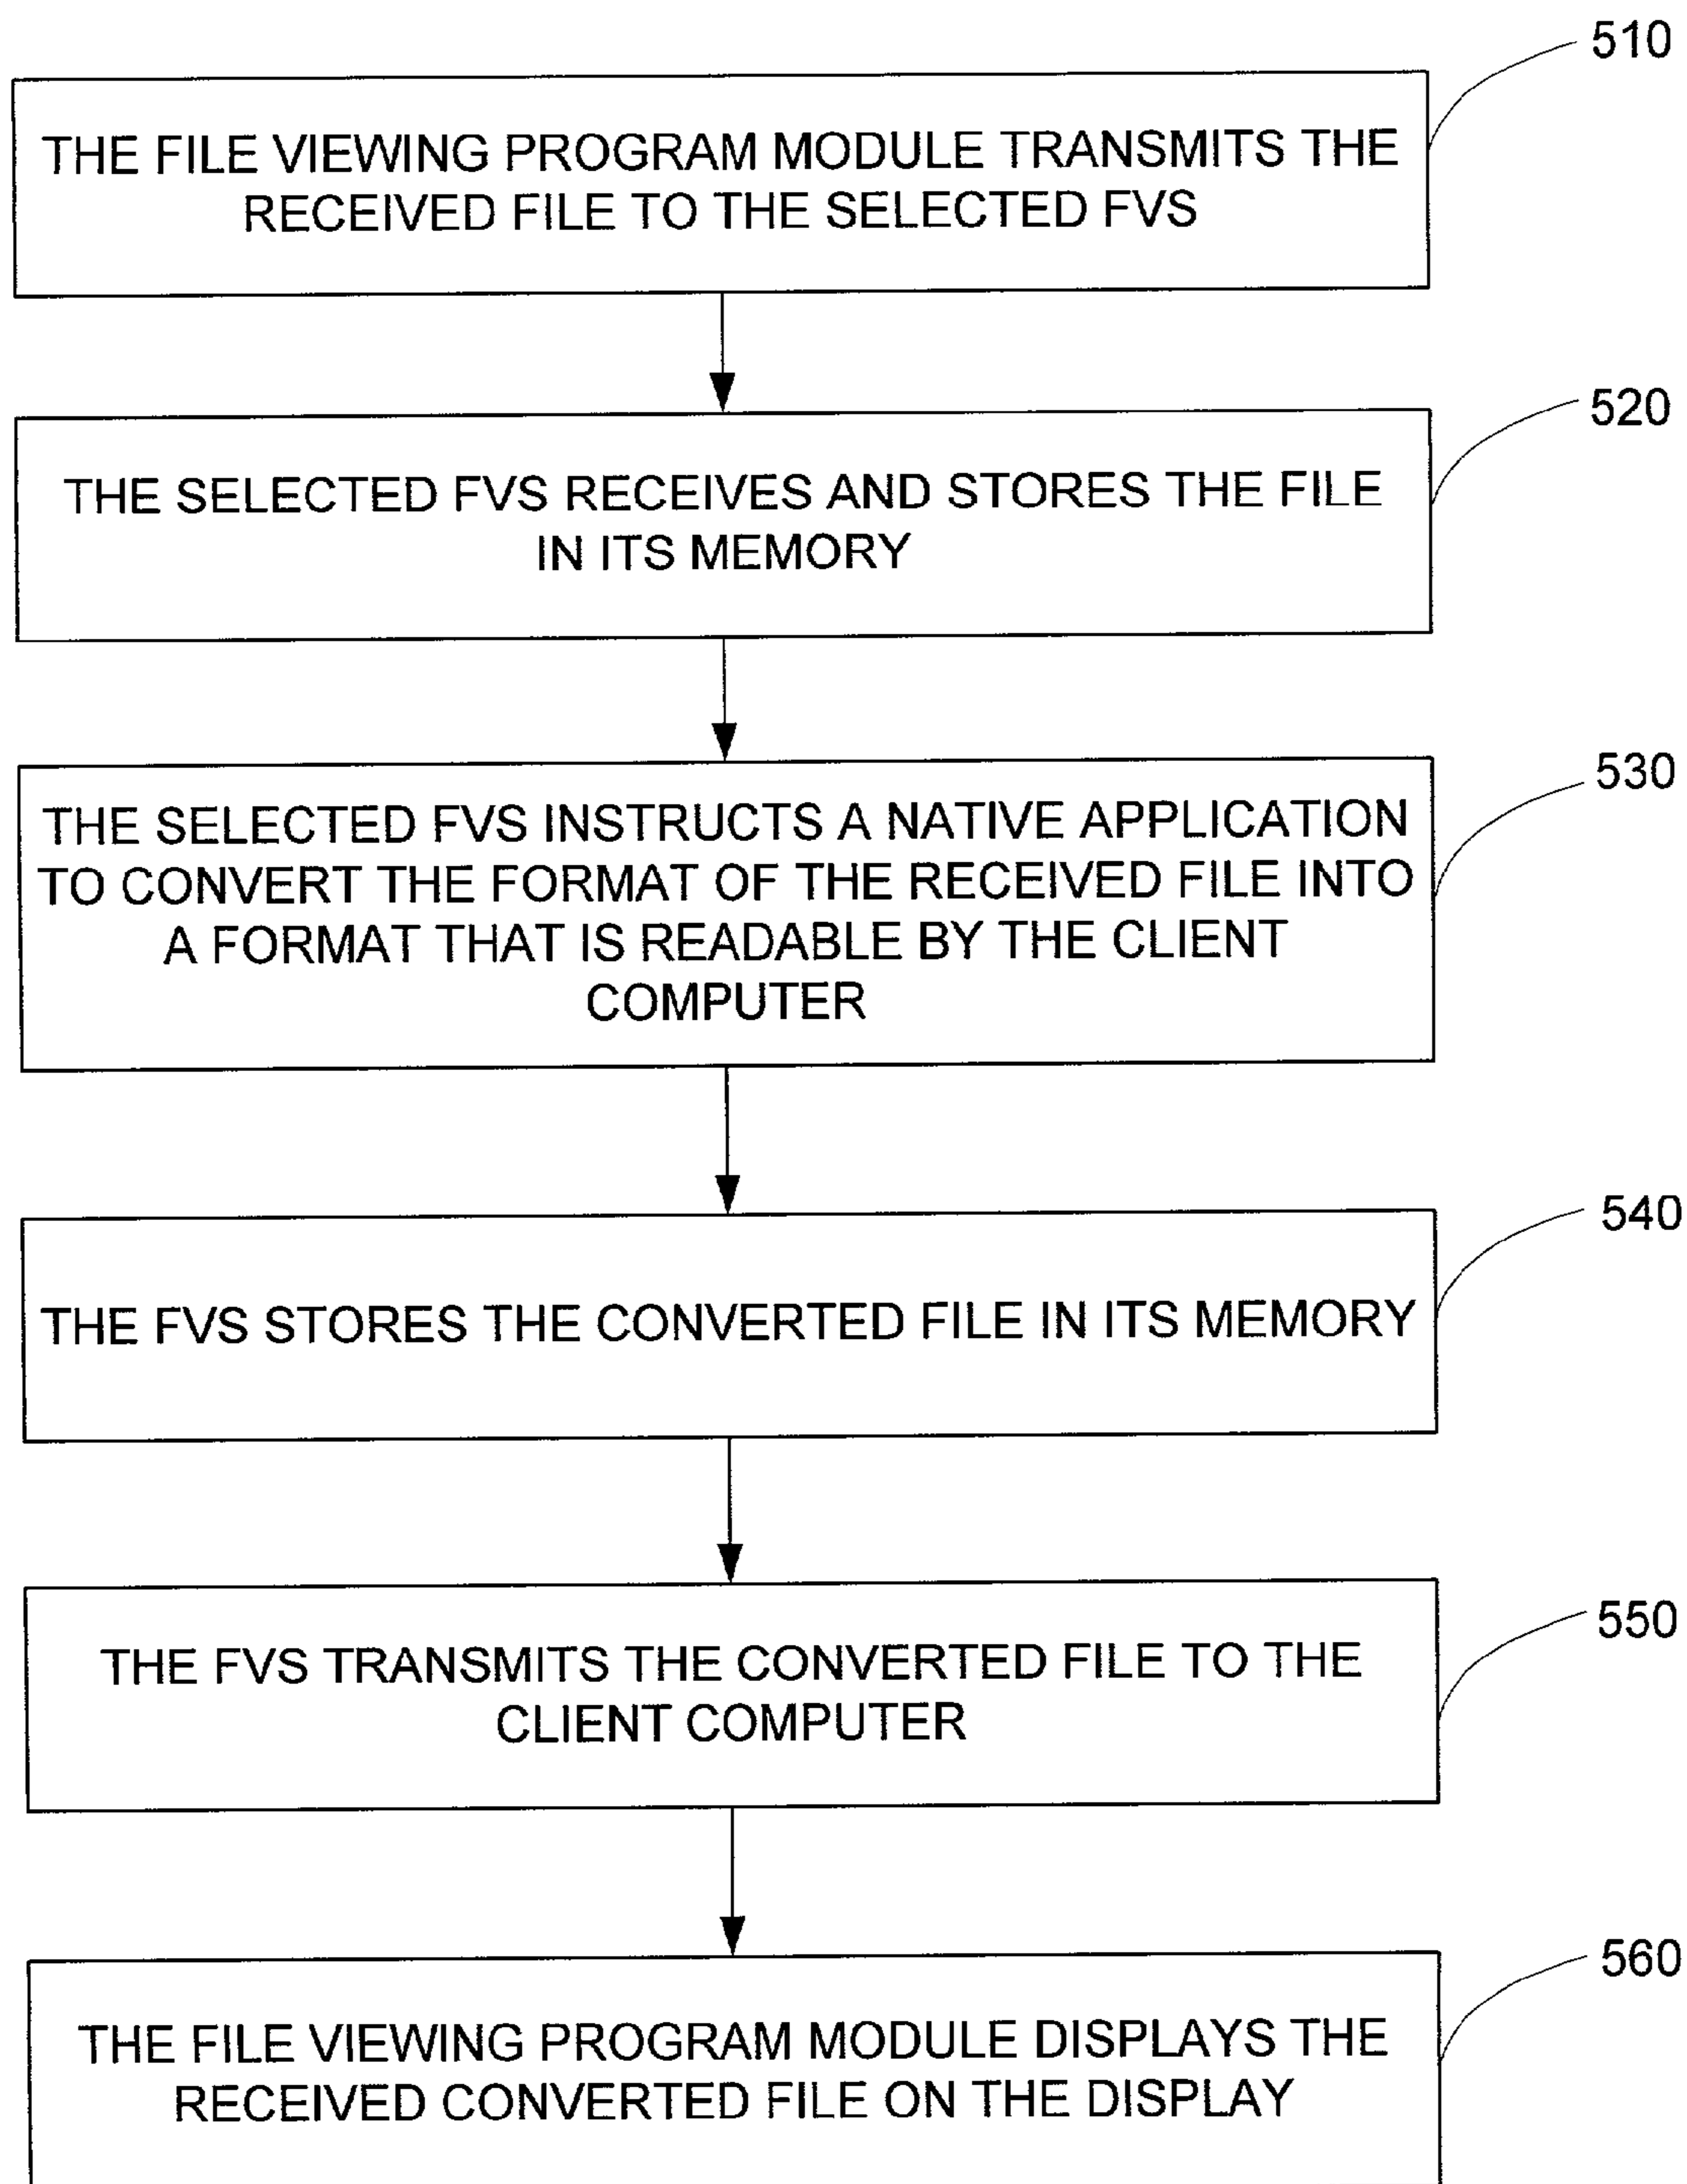 510
THE FILE VIEWING PROGRAM MODULE TRANSMITS THE
RECEIVED FILE TO THE SELECTED FVS
520
THE SELECTED FVS RECEIVES AND STORES THE FILE
IN ITS MEMORY
530
THE SELECTED FVS INSTRUCTS A NATIVE APPLICATION
TO CONVERT THE FORMAT OF THE RECEIVED FILE INTO
A FORMAT THAT IS READABLE BY THE CLIENT
COMPUTER
540
THE FVS STORES THE CONVERTED FILE IN ITS MEMORY
550
THE FVS TRANSMITS THE CONVERTED FILE TO THE
CLIENT COMPUTER
560
THE FILE VIEWING PROGRAM MODULE DISPLAYS THE
RECEIVED CONVERTED FILE ON THE DISPLAY